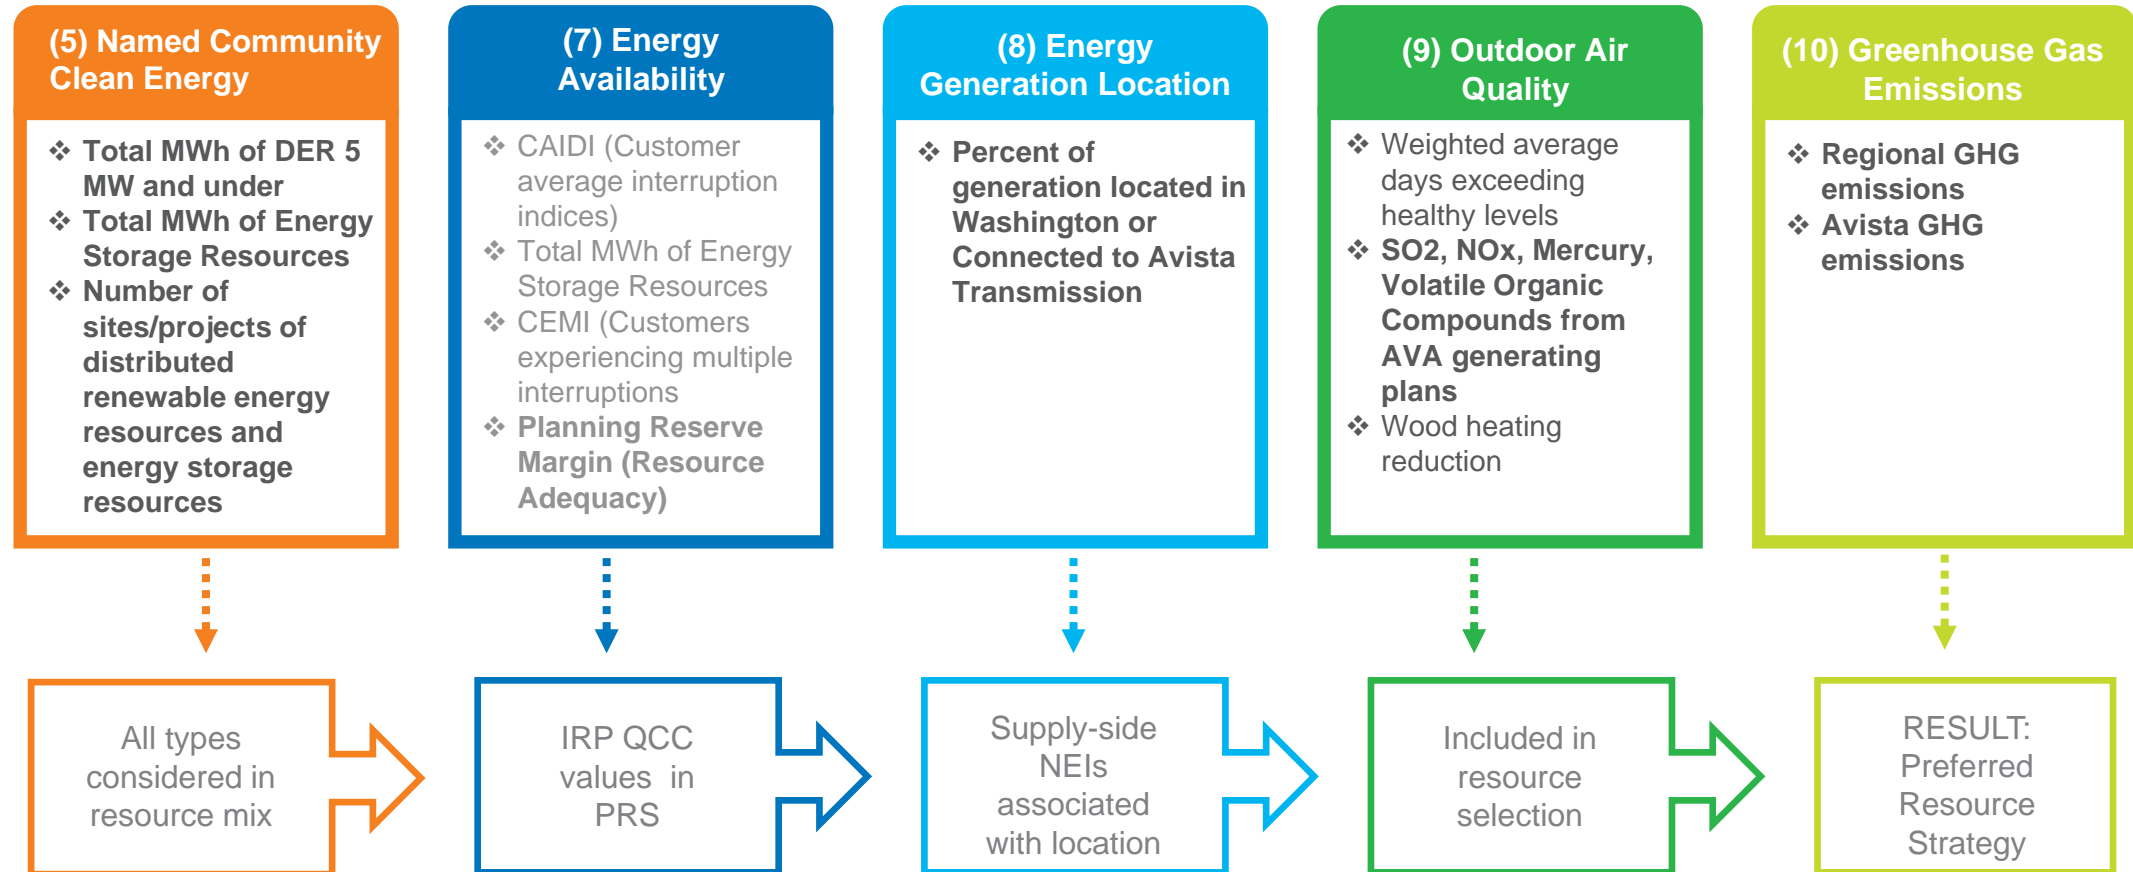 (5) Named Community
Clean Energy
❖ Total MWh of DER 5
MW and under
❖ Total MWh of Energy
Storage Resources
❖ Number of
sites/projects of
distributed
renewable energy
resources and
energy storage
resources
(7) Energy
Availability
❖ CAIDI (Customer
average interruption
indices)
❖ Total MWh of Energy
Storage Resources
❖ CEMI (Customers
experiencing multiple
interruptions
❖ Planning Reserve
Margin (Resource
Adequacy)
(8) Energy
Generation Location
❖ Percent of
generation located in
Washington or
Connected to Avista
Transmission
(9) Outdoor Air
Quality
❖ Weighted average
days exceeding
healthy levels
❖ SO2, NOx, Mercury,
Volatile Organic
Compounds from
AVA generating
plans
❖ Wood heating
reduction
(10) Greenhouse Gas
Emissions
❖ Regional GHG
emissions
❖ Avista GHG
emissions
All types
considered in
resource mix
IRP QCC
values in
PRS
Supply-side
NEIs
associated
with location
Included in
resource
selection
RESULT:
Preferred
Resource
Strategy